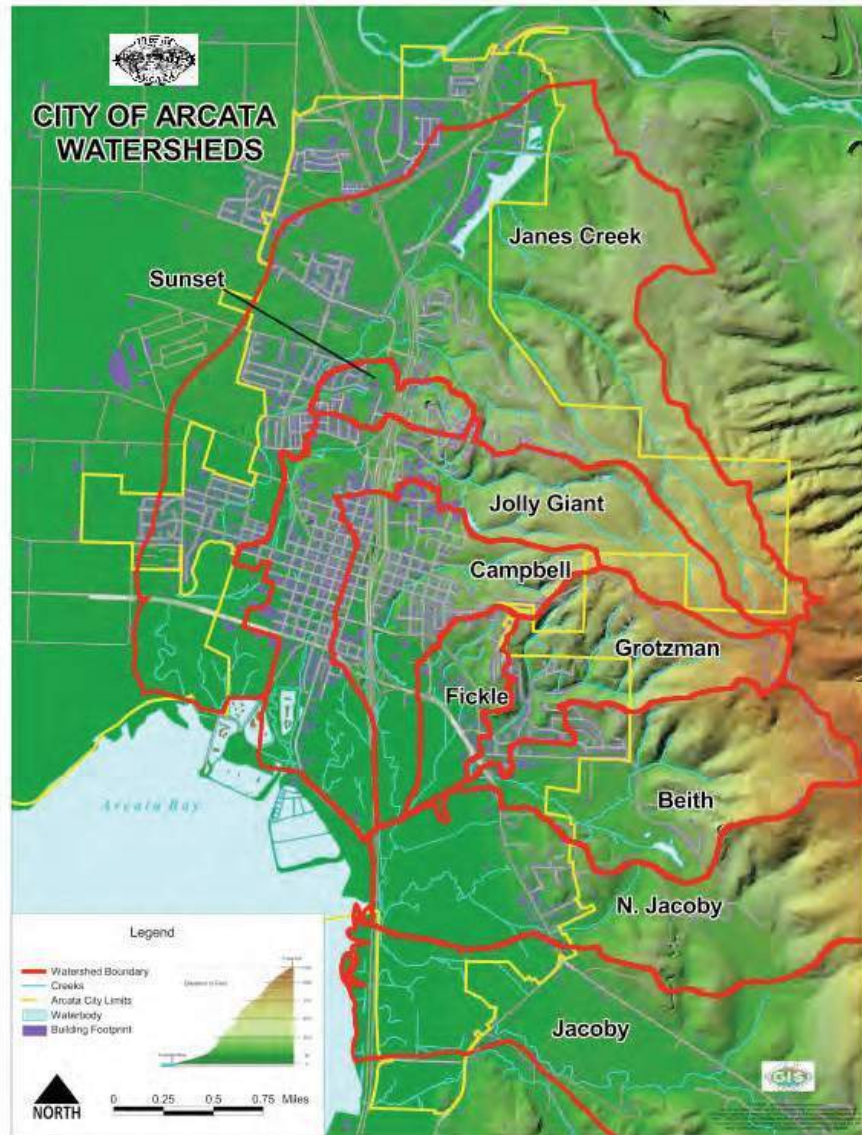 CITY OF ARCATA
WATERSHEDS
Janes Creek
Sunset
Jolly Giant
Campbell
Grotzman
Fickle
Beith
Arcata Bay
N. Jacoby
Jacoby
Legend
Watershed Boundary
Creeks
Arcata City Limits
Waterbody
Building Footprint
NORTH
0 0.25 0.5 0.75 Miles
GIS